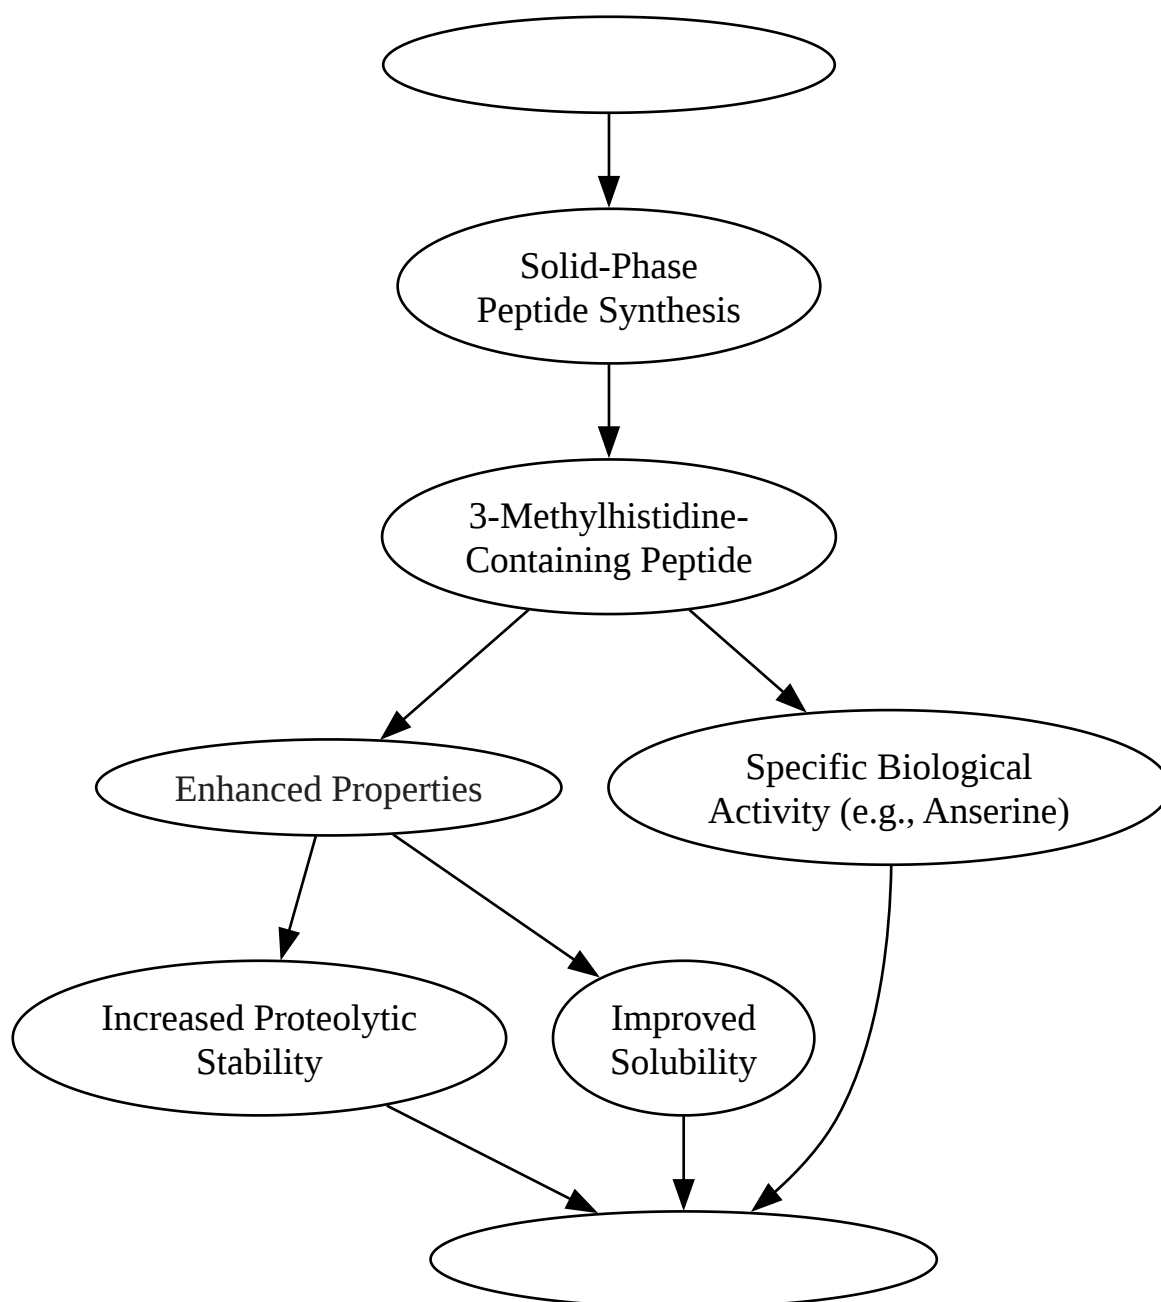 Solid-Phase
Peptide Synthesis
3-Methylhistidine-
Containing Peptide
Enhanced Properties
Specific Biological
Activity (e.g., Anserine)
Increased Proteolytic
Stability
Improved
Solubility